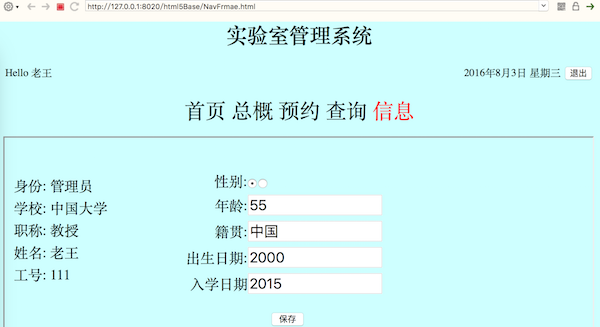 http://127.0.0.1:8020/html5Base/NavFrmae.html
实验室管理系统
Hello 老王
2016年8月3日 星期三 退出
首页 总概 预约 查询 信息
身份: 管理员
学校: 中国大学
职称: 教授
姓名: 老王
工号: 111
性别:
年龄: 55
籍贯: 中国
出生日期: 2000
入学日期 2015
保存